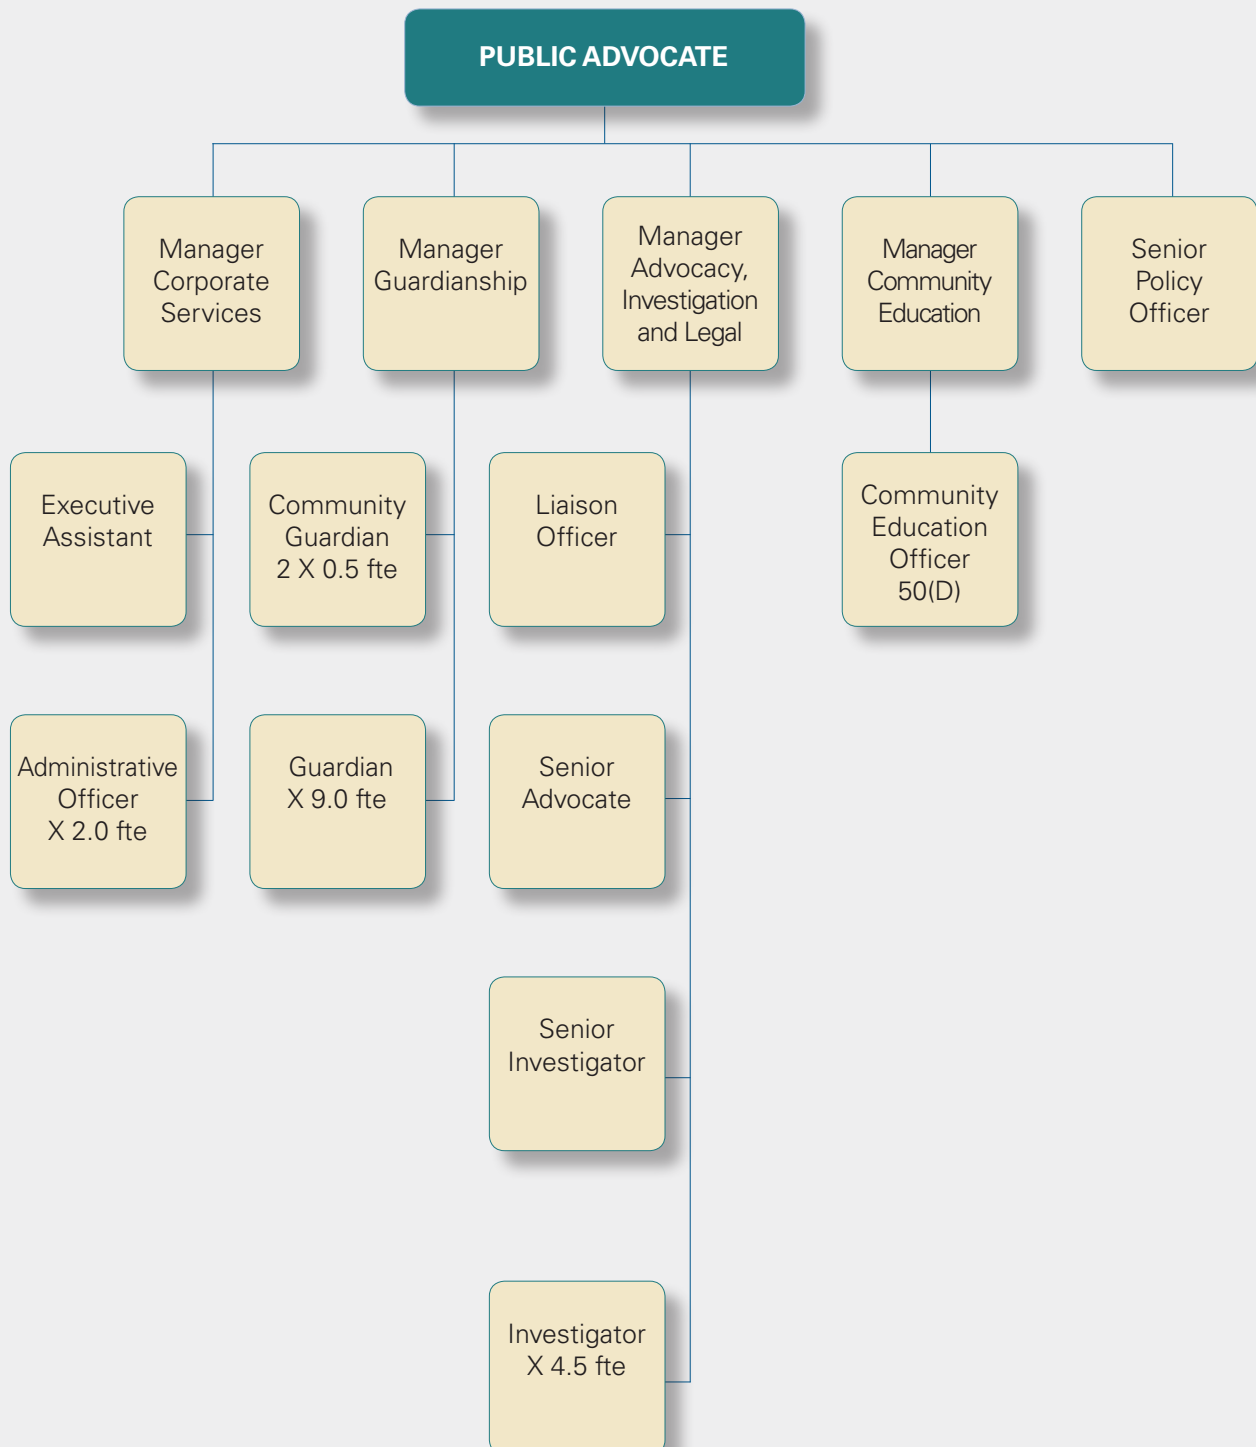 PUBLIC ADVOCATE
Manager
Corporate
Services
Manager
Guardianship
Manager
Advocacy,
Investigation
and Legal
Manager
Community
Education
Senior
Policy
Officer
Executive
Assistant
Community
Guardian
2 X 0.5 fte
Liaison
Officer
Community
Education
Officer
50(D)
Administrative
Officer
X 2.0 fte
Guardian
X 9.0 fte
Senior
Advocate
Senior
Investigator
Investigator
X 4.5 fte